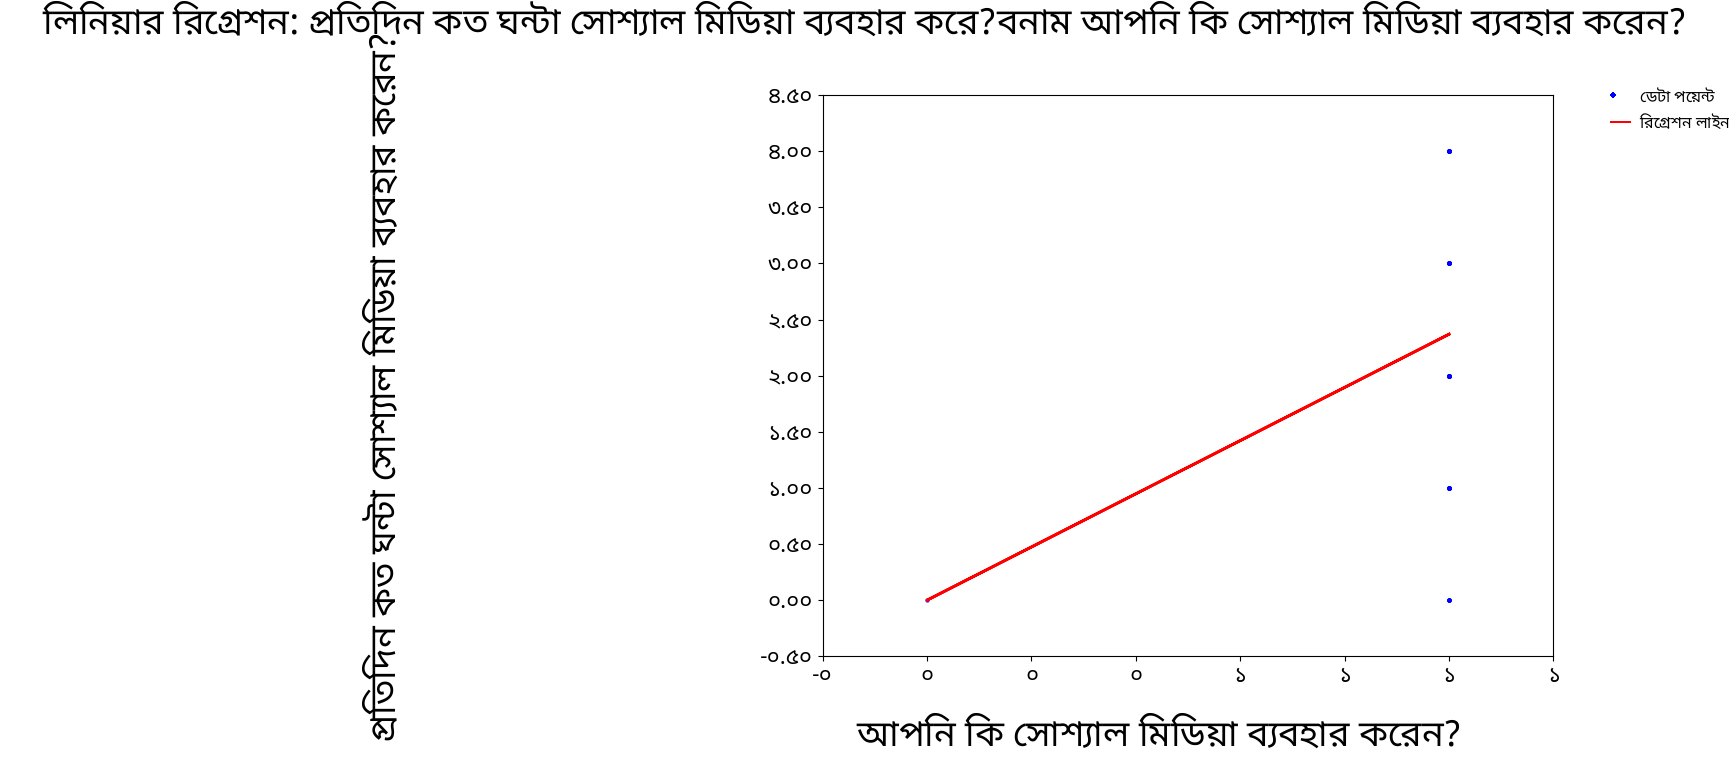 লিনিয়ার রিগ্রেশন: প্রতিদিন কত ঘন্টা সোশ্যাল মিডিয়া ব্যবহার করে?বনাম আপনি কি সোশ্যাল মিডিয়া ব্যবহার করেন?
প্রতিদিন কত ঘন্টা সোশ্যাল মিডিয়া ব্যবহার করেন?
৪.৫০
৪.০০
৩.৫০
৩.০০
২.৫০
২.০০
১.৫০
১.০০
০.৫০
০.০০
-০.৫০
-০ ০ ০ ০ ১ ১ ১ ১
আপনি কি সোশ্যাল মিডিয়া ব্যবহার করেন?
ডেটা পয়েন্ট
রিগ্রেশন লাইন